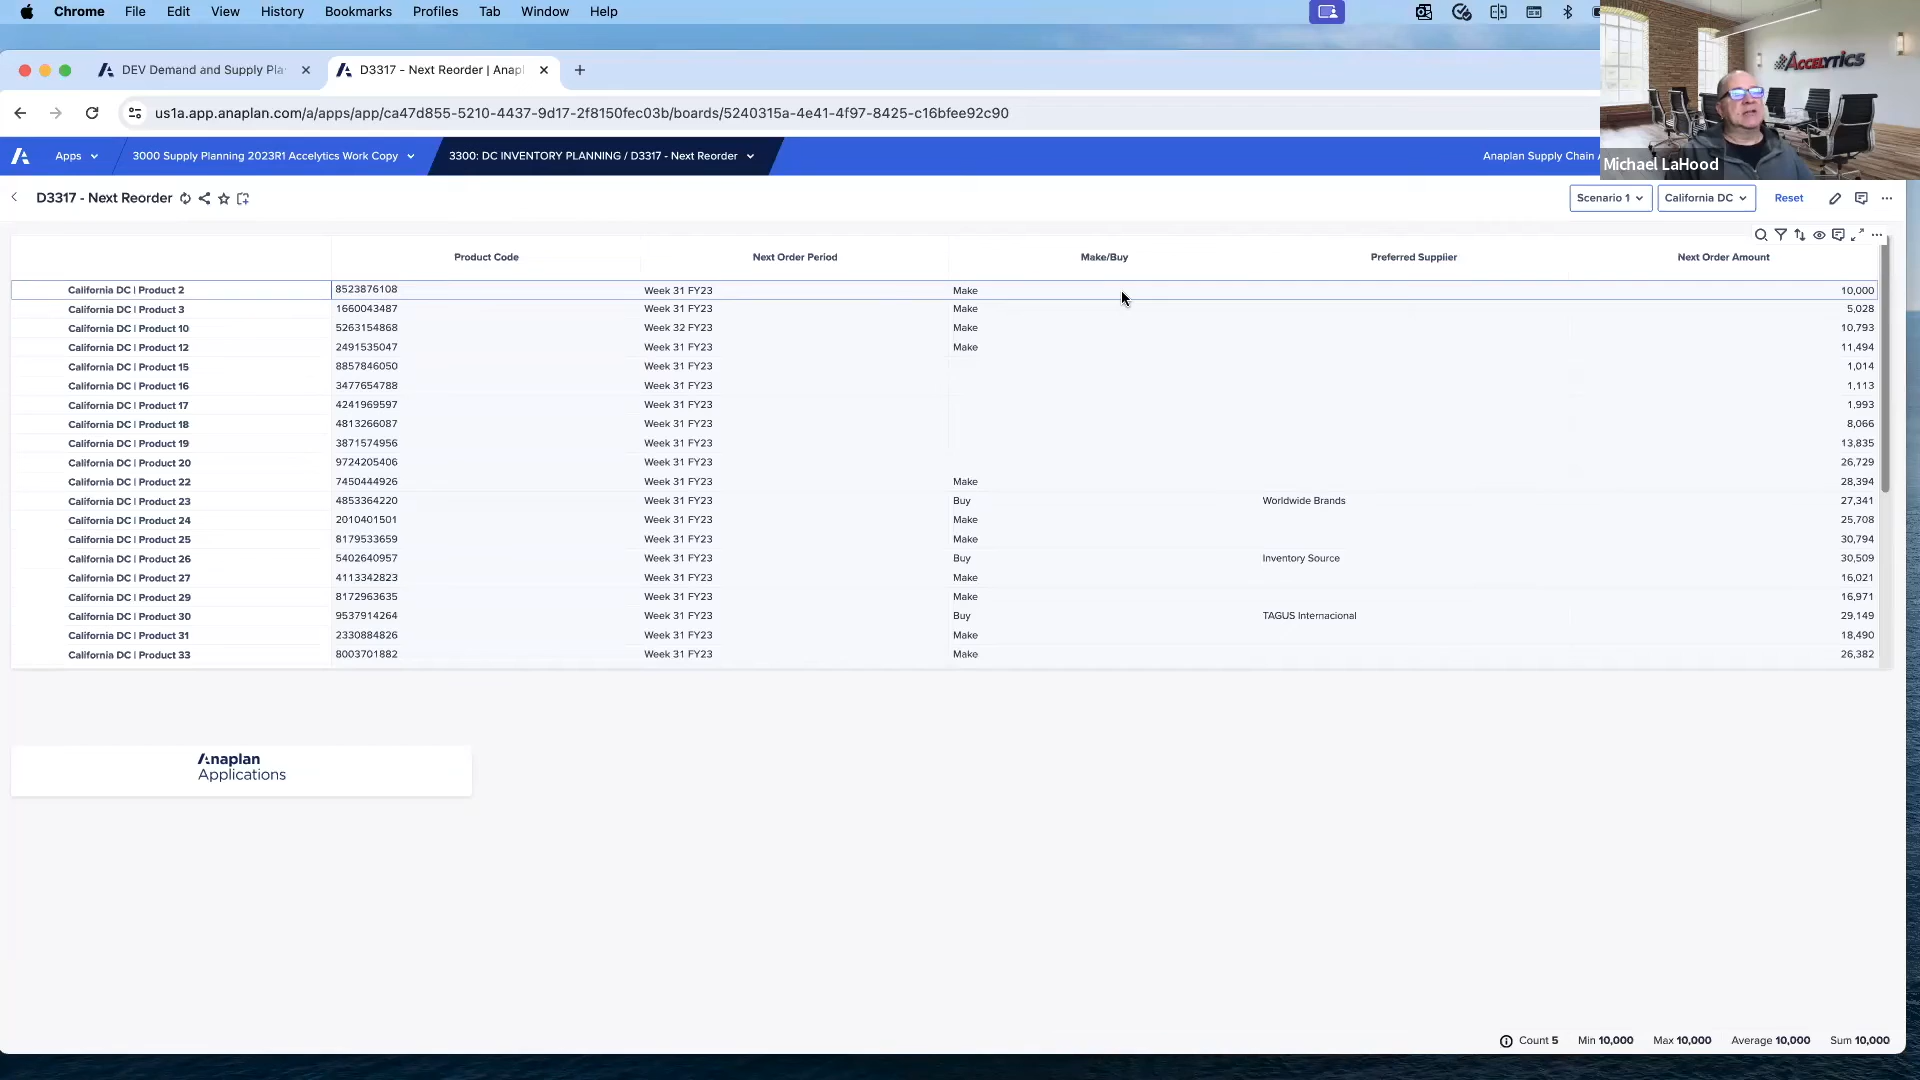 Chrome File Edit View History Bookmarks Profiles Tab Window Help
DEV Demand and Supply Pla
D3317 - Next Reorder | Anapl
us1a.app.anaplan.com/a/apps/app/ca47d855-5210-4437-9d17-2f8150fec03b/boards/5240315a-4e41-4f97-8425-c16bfee92c90
ACCELYTICS
Michael LaHood
Apps 3000 Supply Planning 2023R1 Accelytics Work Copy 3300: DC INVENTORY PLANNING / D3317 - Next Reorder Anaplan Supply Chain
D3317 - Next Reorder Scenario 1 California DC Reset
Product Code Next Order Period Make/Buy Preferred Supplier Next Order Amount
California DC | Product 2 8523876108 Week 31 FY23 Make 10,000
California DC | Product 3 1660043487 Week 31 FY23 Make 5,028
California DC | Product 10 5263154868 Week 32 FY23 Make 10,793
California DC | Product 12 2491535047 Week 31 FY23 Make 11,494
California DC | Product 15 8857846050 Week 31 FY23 1,014
California DC | Product 16 3477654788 Week 31 FY23 1,113
California DC | Product 17 4241969597 Week 31 FY23 1,993
California DC | Product 18 4813266087 Week 31 FY23 8,066
California DC | Product 19 3871574956 Week 31 FY23 13,835
California DC | Product 20 9724205406 Week 31 FY23 26,729
California DC | Product 22 7450444926 Week 31 FY23 Make 28,394
California DC | Product 23 4853364220 Week 31 FY23 Buy Worldwide Brands 27,341
California DC | Product 24 2010401501 Week 31 FY23 Make 25,708
California DC | Product 25 8179533659 Week 31 FY23 Make 30,794
California DC | Product 26 5402640957 Week 31 FY23 Buy Inventory Source 30,509
California DC | Product 27 4113342823 Week 31 FY23 Make 16,021
California DC | Product 29 8172963635 Week 31 FY23 Make 16,971
California DC | Product 30 9537914264 Week 31 FY23 Buy TAGUS Internacional 29,149
California DC | Product 31 2330884826 Week 31 FY23 Make 18,490
California DC | Product 33 8003701882 Week 31 FY23 Make 26,382
Anaplan
Applications
Count 5 Min 10,000 Max 10,000 Average 10,000 Sum 10,000